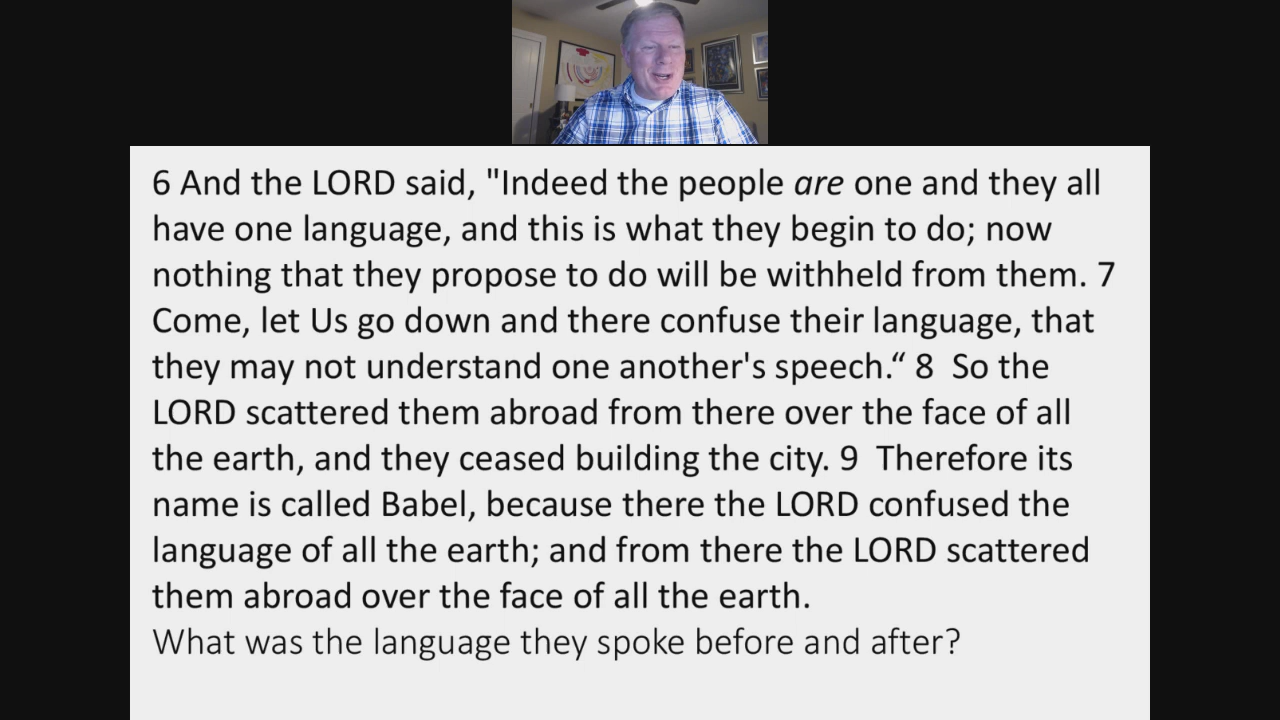 6 And the LORD said, "Indeed the people are one and they all
have one language, and this is what they begin to do; now
nothing that they propose to do will be withheld from them. 7
Come, let Us go down and there confuse their language, that
they may not understand one another's speech.“ 8  So the
LORD scattered them abroad from there over the face of all
the earth, and they ceased building the city. 9  Therefore its
name is called Babel, because there the LORD confused the
language of all the earth; and from there the LORD scattered
them abroad over the face of all the earth.
What was the language they spoke before and after?